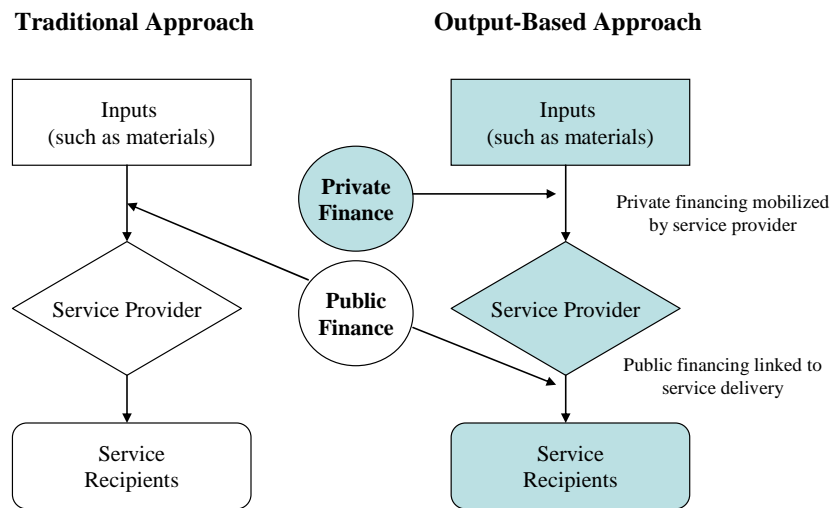 Traditional Approach
Output-Based Approach
Inputs
(such as materials)
Service Provider
Service
Recipients
Private
Finance
Public
Finance
Inputs
(such as materials)
Private financing mobilized
by service provider
Service Provider
Public financing linked to
service delivery
Service
Recipients